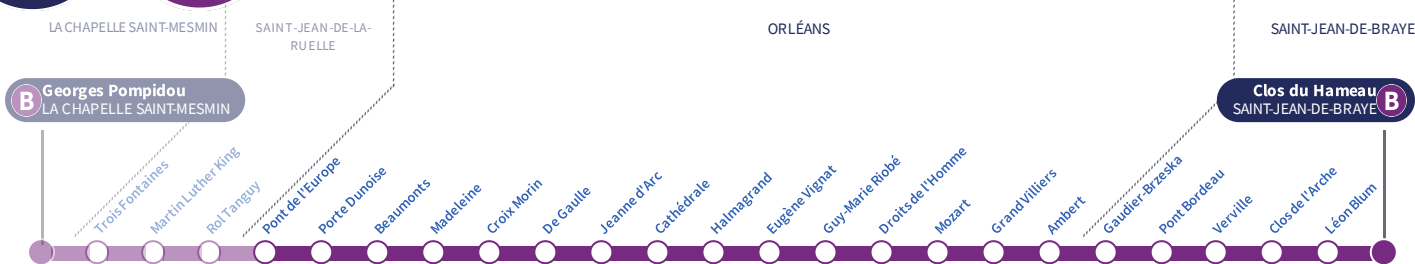 LA CHAPELLE SAINT-MESMIN
SAINT-JEAN-DE-LA-
RUELLE
ORLÉANS
SAINT-JEAN-DE-BRAYE
B
Georges Pompidou
LA CHAPELLE SAINT-MESMIN
Clos du Hameau
SAINT-JEAN-DE-BRAYE
B
Trois Fontaines
Martin Luther King
Rol Tanguy
Pont de l'Europe
Porte Dunoise
Beaumonts
Madeleine
Croix Morin
De Gaulle
Jeanne d'Arc
Cathédrale
Halmagrand
Eugène Vignat
Guy-Marie Riobé
Droits de l'Homme
Mozart
Grand Villiers
Ambert
Gaudier-Brzeska
Pont Bordeau
Verville
Clos de l'Arche
Léon Blum